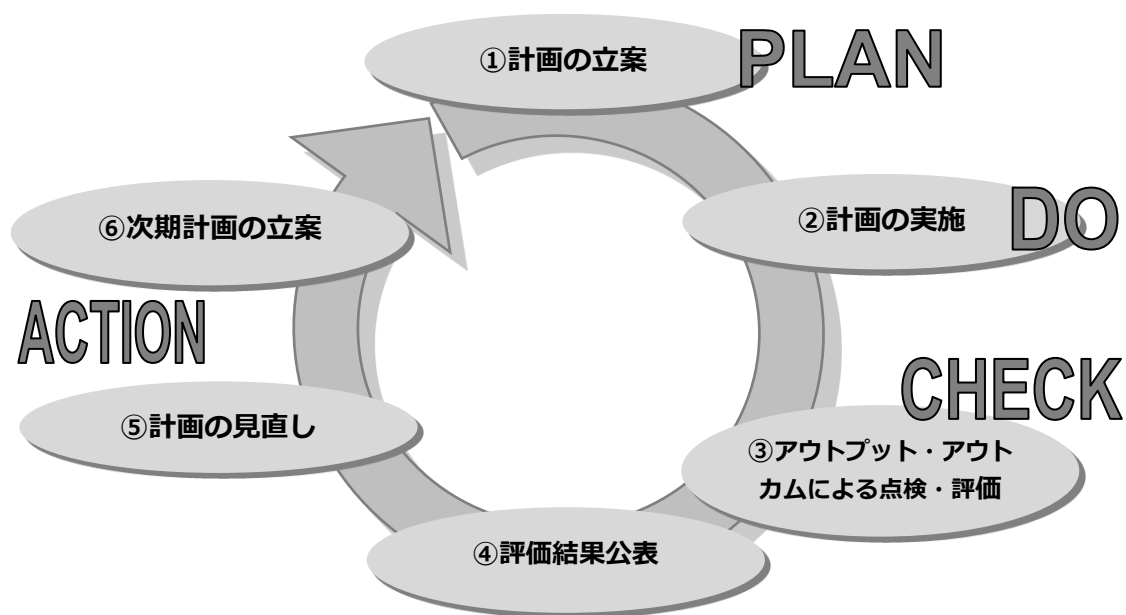 ①計画の立案
PLAN
②計画の実施
DO
CHECK
③アウトプット・アウト
カムによる点検・評価
④評価結果公表
⑤計画の見直し
ACTION
⑥次期計画の立案